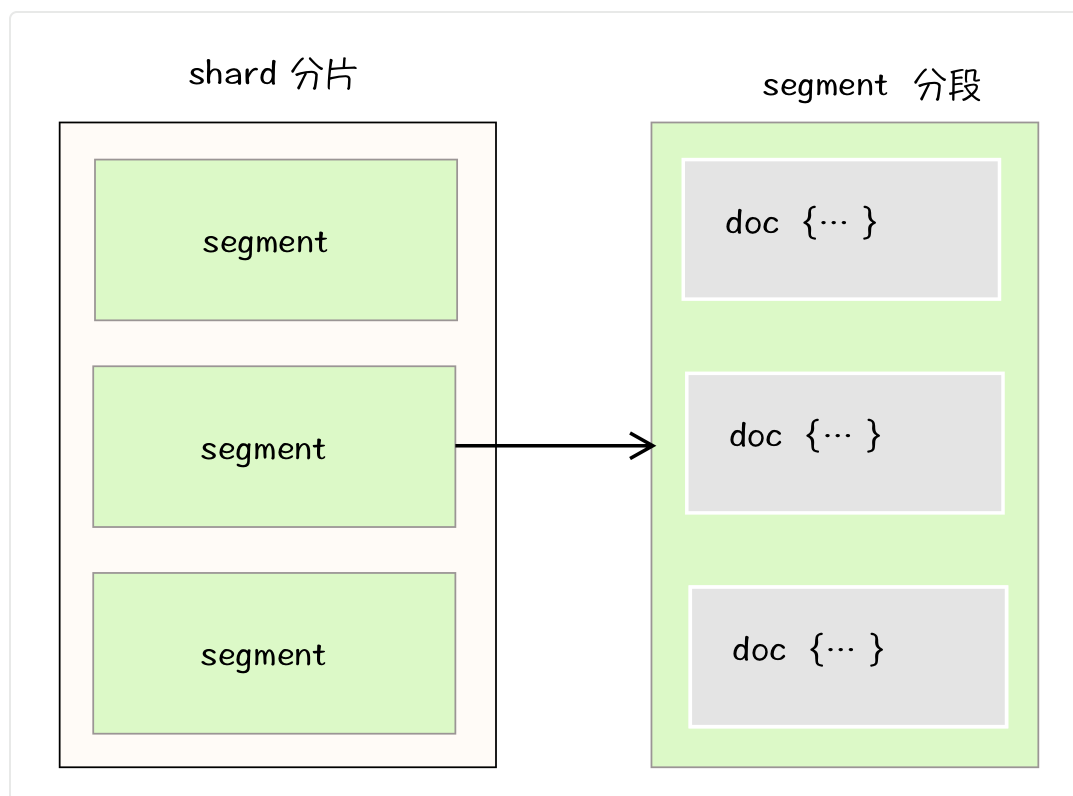 shard 分片
segment
segment
segment
segment 分段
doc {… }
doc {… }
doc {… }